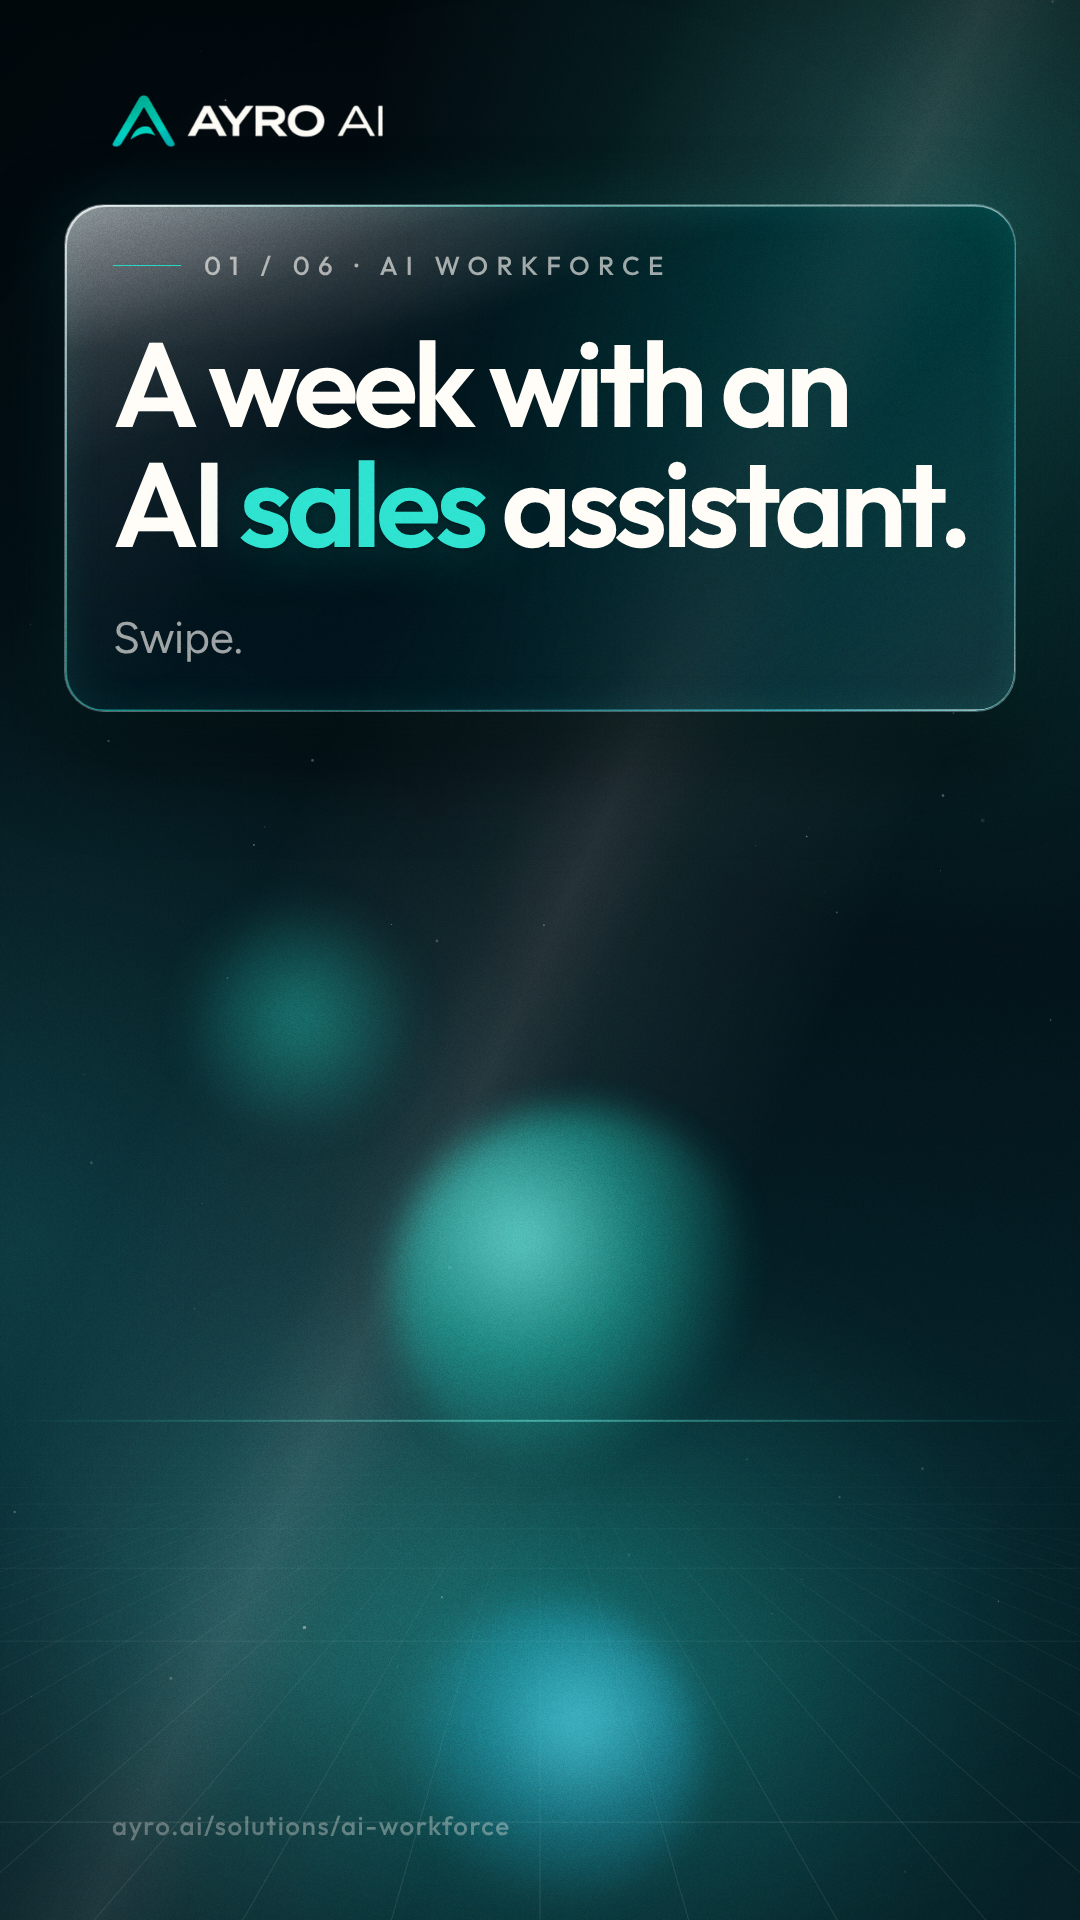 AYRO AI
01 / 06 · AI WORKFORCE
A week with an
AI sales assistant.
Swipe.
ayro.ai/solutions/ai-workforce